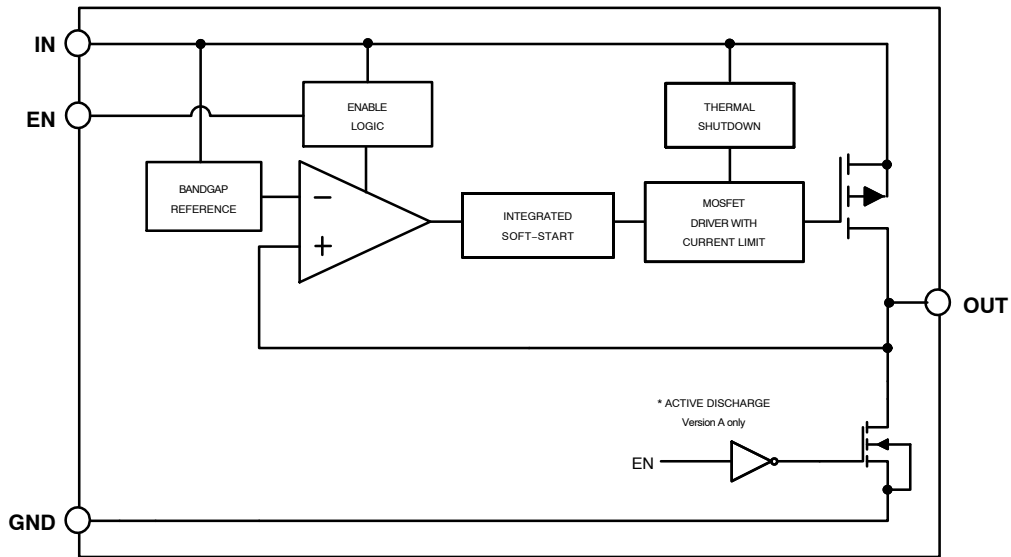 IN
EN
ENABLE
LOGIC
THERMAL
SHUTDOWN
BANDGAP
REFERENCE
−
+
INTEGRATED
SOFT−START
MOSFET
DRIVER WITH
CURRENT LIMIT
OUT
* ACTIVE DISCHARGE
Version A only
EN
GND